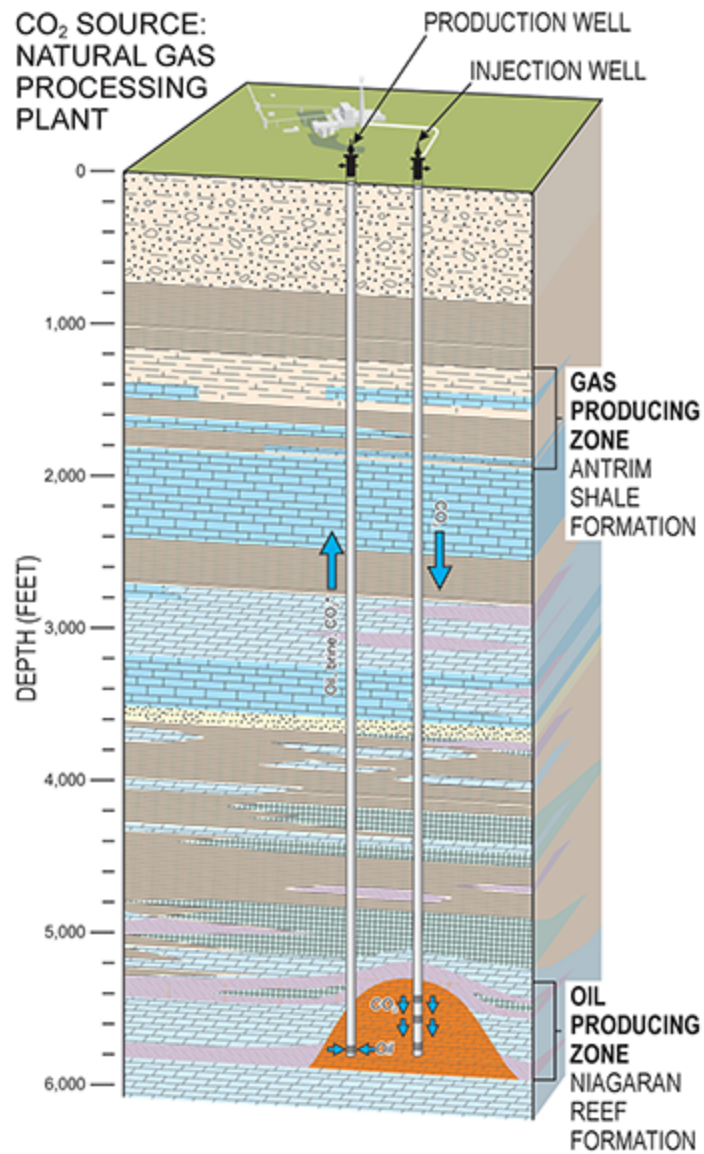 CO₂ SOURCE:
NATURAL GAS
PROCESSING
PLANT
PRODUCTION WELL
INJECTION WELL
0
1,000
GAS
PRODUCING
ZONE
ANTRIM
SHALE
FORMATION
2,000
CO₂
DEPTH (FEET)
Oil, brine, CO₂*
3,000
4,000
5,000
CO₂
Oil
OIL
PRODUCING
ZONE
NIAGARAN
REEF
FORMATION
6,000